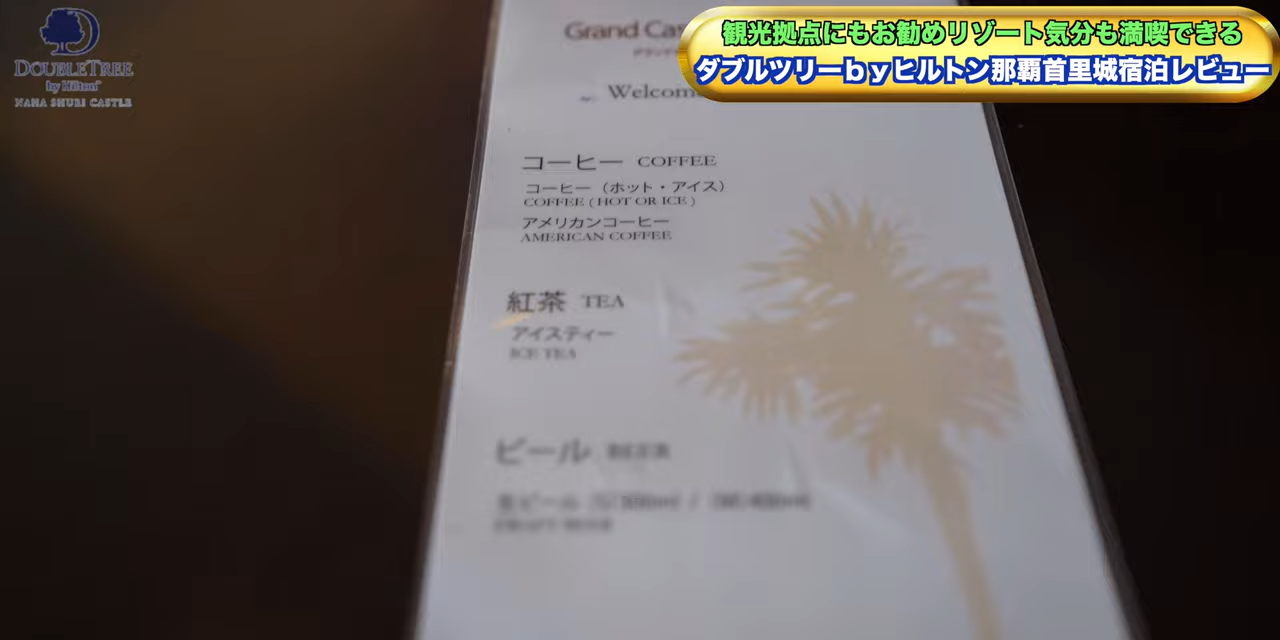 DOUBLETREE
by Hilton
NAHA SHURI CASTLE
観光拠点にもお勧めリゾート気分も満喫できる
ダブルツリーbyヒルトン那覇首里城宿泊レビュー
Grand
コーヒー COFFEE
コーヒー（ホット・アイス）
COFFEE ( HOT OR ICE )
アメリカンコーヒー
AMERICAN COFFEE
紅茶 TEA
アイスティー
ICE TEA
ビール BEER